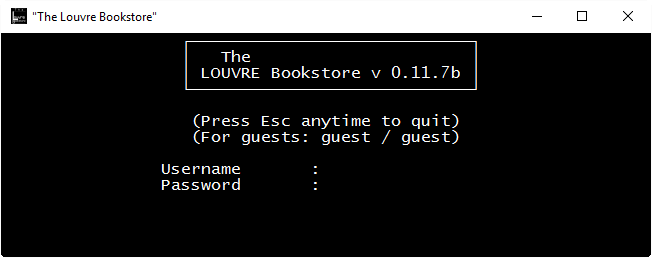 "The Louvre Bookstore"
The
LOUVRE Bookstore v 0.11.7b
(Press Esc anytime to quit)
(For guests: guest / guest)
Username :
Password :